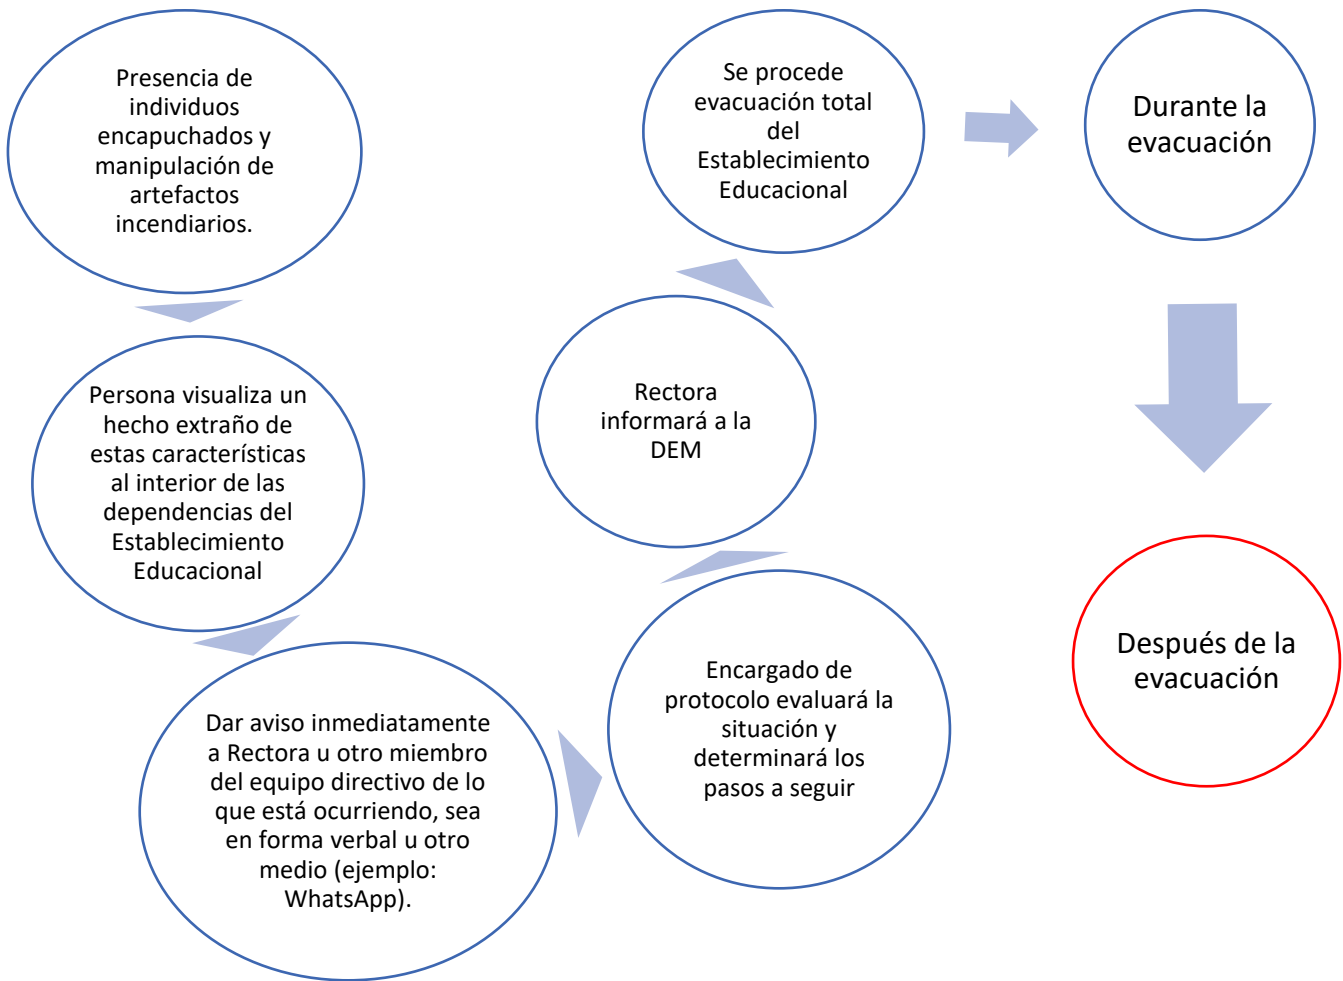 Presencia de
individuos
encapuchados y
manipulación de
artefactos
incendiarios.
Persona visualiza un
hecho extraño de
estas características
al interior de las
dependencias del
Establecimiento
Educacional
Dar aviso inmediatamente
a Rectora u otro miembro
del equipo directivo de lo
que está ocurriendo, sea
en forma verbal u otro
medio (ejemplo:
WhatsApp).
Encargado de
protocolo evaluará la
situación y
determinará los
pasos a seguir
Rectora
informará a la
DEM
Se procede
evacuación total
del
Establecimiento
Educacional
Durante la
evacuación
Después de la
evacuación